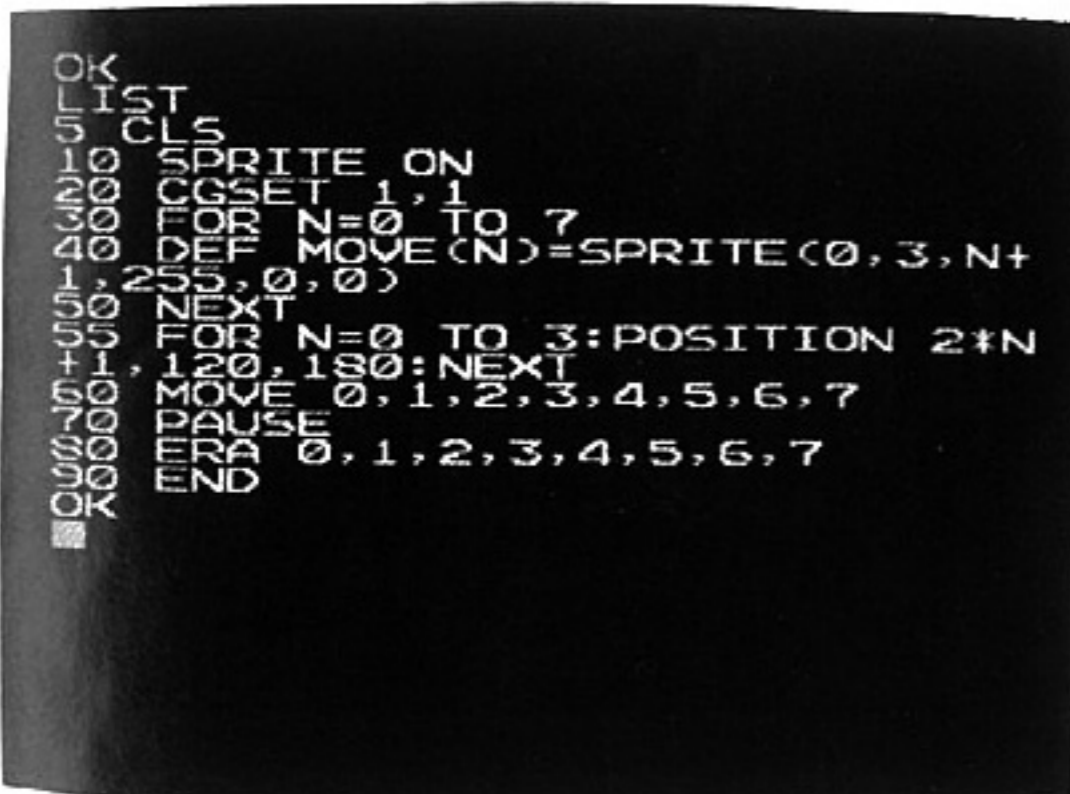 OK
LIST
5 CLS
10 SPRITE ON
20 CGSET 1,1
30 FOR N=0 TO 7
40 DEF MOVE(N)=SPRITE(0,3,N+
1,255,0,0)
50 NEXT
55 FOR N=0 TO 3:POSITION 2*N
+1,120,180:NEXT
60 MOVE 0,1,2,3,4,5,6,7
70 PAUSE
80 ERA 0,1,2,3,4,5,6,7
90 END
OK